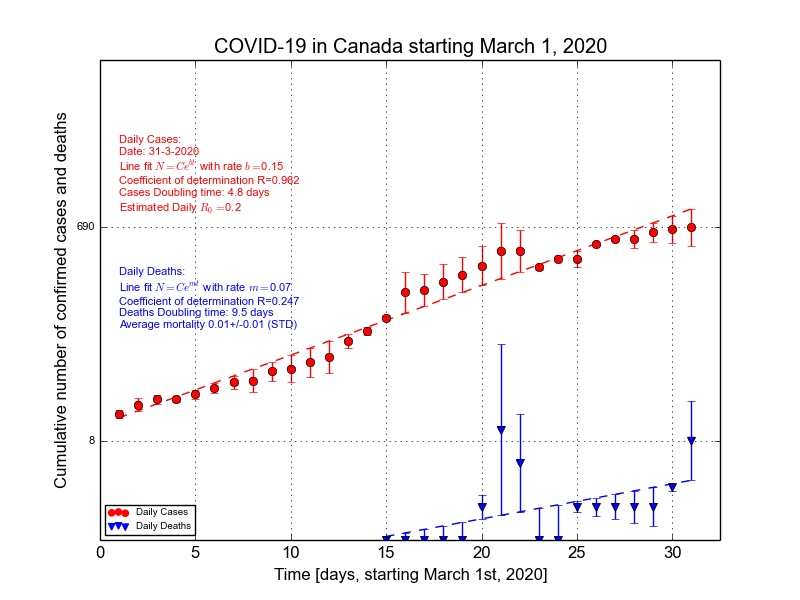 COVID-19 in Canada starting March 1, 2020
Cumulative number of confirmed cases and deaths
Daily Cases:
Date: 31-3-2020
Line fit N = Ce^{bt} with rate b =0.15
Coefficient of determination R=0.962
Cases Doubling time: 4.8 days
Estimated Daily R_0 =0.2
690
Daily Deaths:
Line fit N = Ce^{mt} with rate m =0.07
Coefficient of determination R=0.247
Deaths Doubling time: 9.5 days
Average mortality 0.01+/-0.01 (STD)
8
Daily Cases
Daily Deaths
0 5 10 15 20 25 30
Time [days, starting March 1st, 2020]